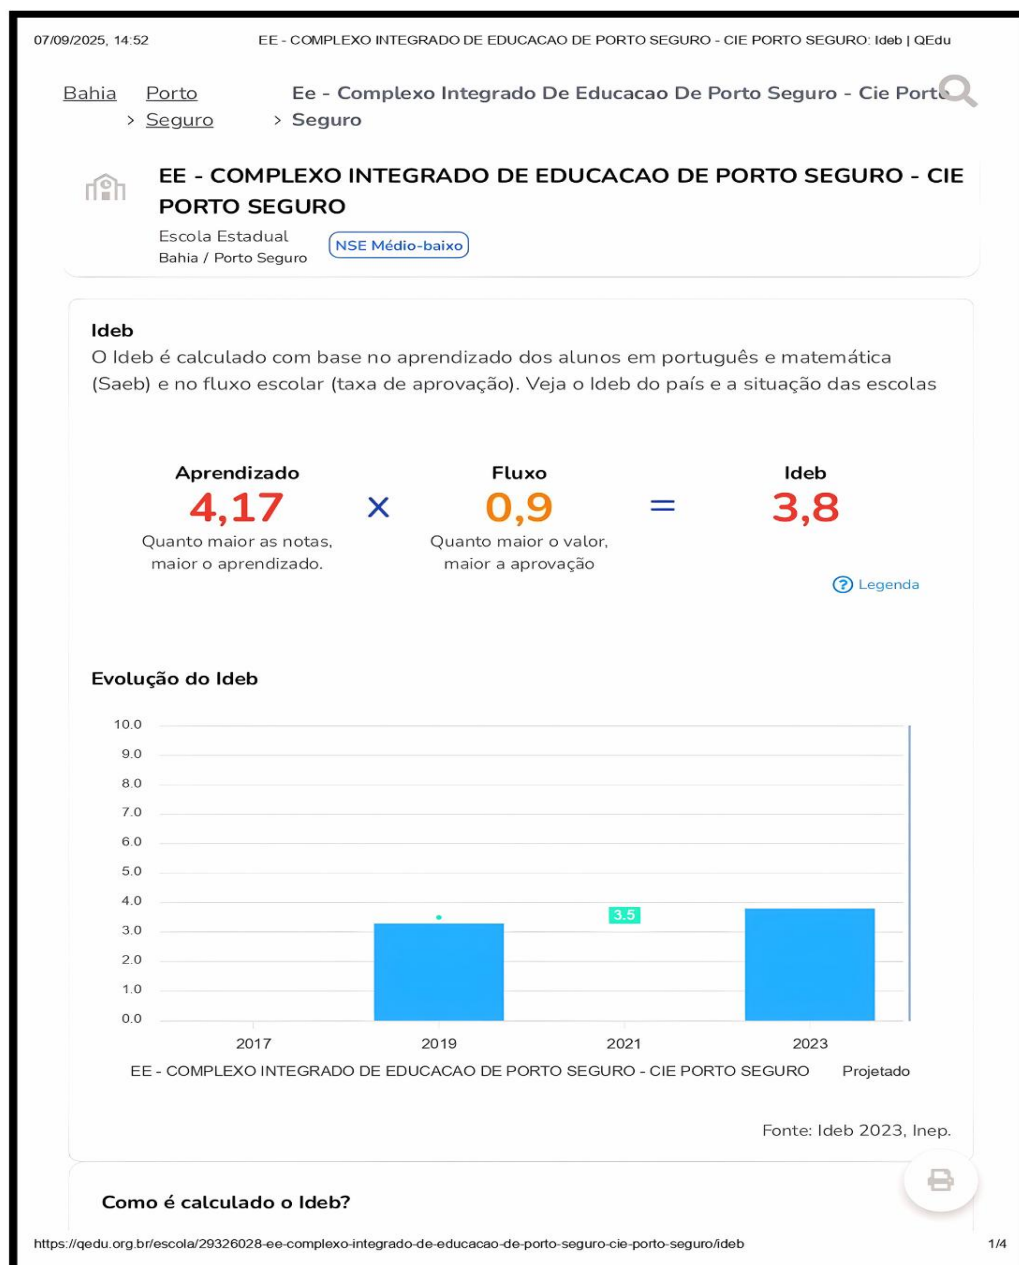 07/09/2025, 14:52 EE - COMPLEXO INTEGRADO DE EDUCACAO DE PORTO SEGURO - CIE PORTO SEGURO: Ideb | QEdu
Bahia Porto Ee - Complexo Integrado De Educacao De Porto Seguro - Cie Porto
> Seguro > Seguro
EE - COMPLEXO INTEGRADO DE EDUCACAO DE PORTO SEGURO - CIE
PORTO SEGURO
Escola Estadual NSE Médio-baixo
Bahia / Porto Seguro
Ideb
O Ideb é calculado com base no aprendizado dos alunos em português e matemática
(Saeb) e no fluxo escolar (taxa de aprovação). Veja o Ideb do país e a situação das escolas
Aprendizado Fluxo Ideb
4,17 × 0,9 = 3,8
Quanto maior as notas, Quanto maior o valor,
maior o aprendizado. maior a aprovação
? Legenda
Evolução do Ideb
10.0
9.0
8.0
7.0
6.0
5.0
4.0
3.5
3.0
2.0
1.0
0.0
2017 2019 2021 2023
EE - COMPLEXO INTEGRADO DE EDUCACAO DE PORTO SEGURO - CIE PORTO SEGURO Projetado
Fonte: Ideb 2023, Inep.
Como é calculado o Ideb?
https://qedu.org.br/escola/29326028-ee-complexo-integrado-de-educacao-de-porto-seguro-cie-porto-seguro/ideb 1/4